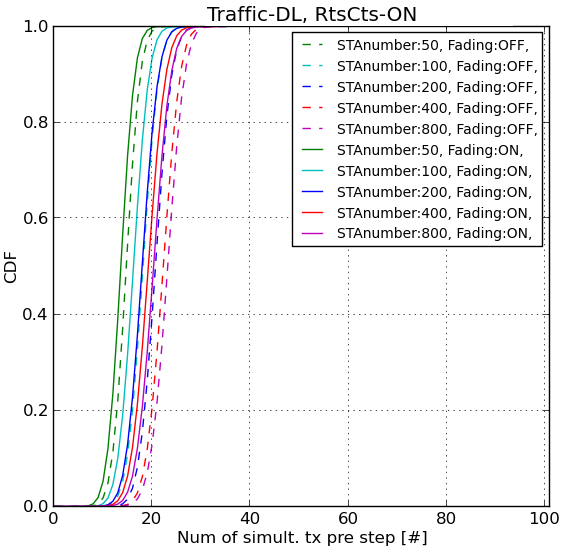 Traffic-DL, RtsCts-ON
1.0
0.8
0.6
0.4
0.2
0.0
CDF
STAnumber:50, Fading:OFF,
STAnumber:100, Fading:OFF,
STAnumber:200, Fading:OFF,
STAnumber:400, Fading:OFF,
STAnumber:800, Fading:OFF,
STAnumber:50, Fading:ON,
STAnumber:100, Fading:ON,
STAnumber:200, Fading:ON,
STAnumber:400, Fading:ON,
STAnumber:800, Fading:ON,
0 20 40 60 80 100
Num of simult. tx pre step [#]